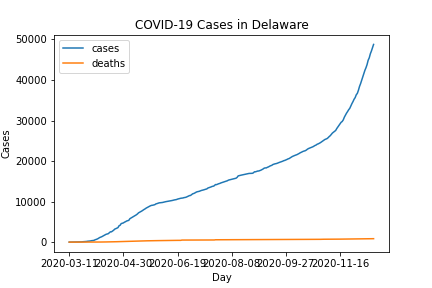 COVID-19 Cases in Delaware
cases
deaths
50000
40000
30000
20000
10000
0
Cases
2020-03-11 2020-04-30 2020-06-19 2020-08-08 2020-09-27 2020-11-16
Day